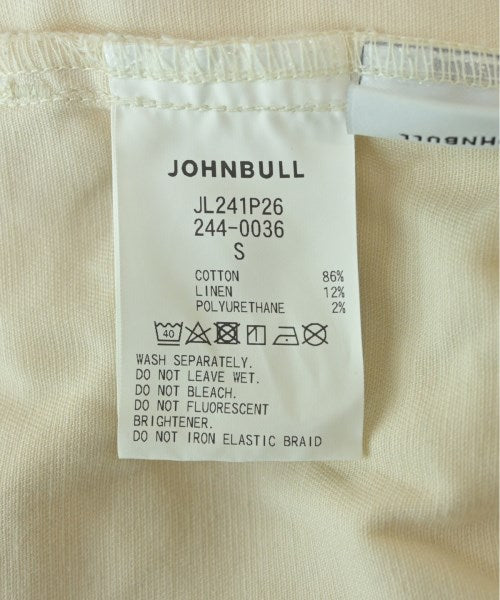 JOHNBULL
JL241P26
244-0036
S
COTTON 86%
LINEN 12%
POLYURETHANE 2%
40
WASH SEPARATELY.
DO NOT LEAVE WET.
DO NOT BLEACH.
DO NOT FLUORESCENT
BRIGHTENER.
DO NOT IRON ELASTIC BRAID
OHNBULL